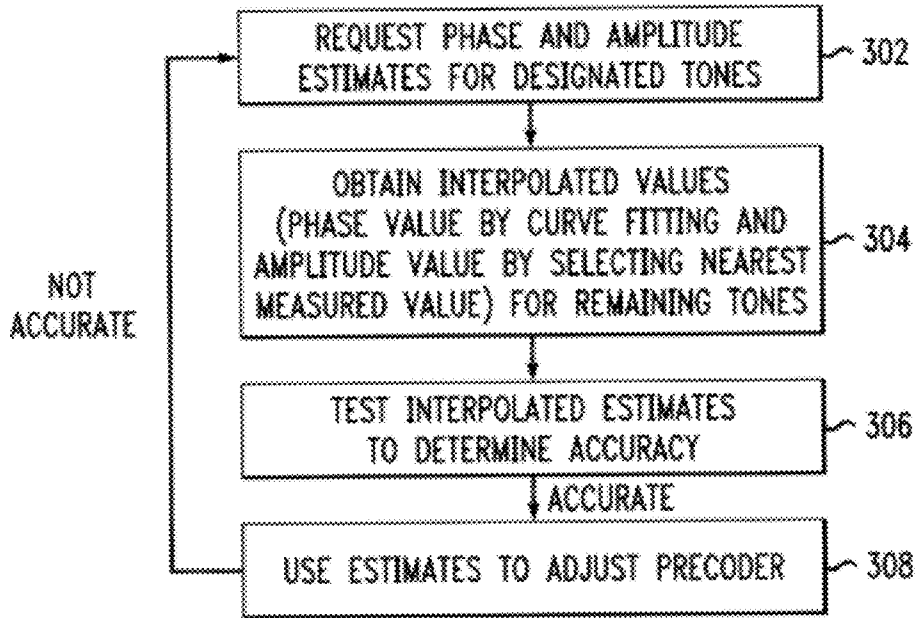 REQUEST PHASE AND AMPLITUDE
ESTIMATES FOR DESIGNATED TONES
302
OBTAIN INTERPOLATED VALUES
(PHASE VALUE BY CURVE FITTING AND
AMPLITUDE VALUE BY SELECTING NEAREST
MEASURED VALUE) FOR REMAINING TONES
304
NOT
ACCURATE
TEST INTERPOLATED ESTIMATES
TO DETERMINE ACCURACY
306
ACCURATE
USE ESTIMATES TO ADJUST PRECODER
308